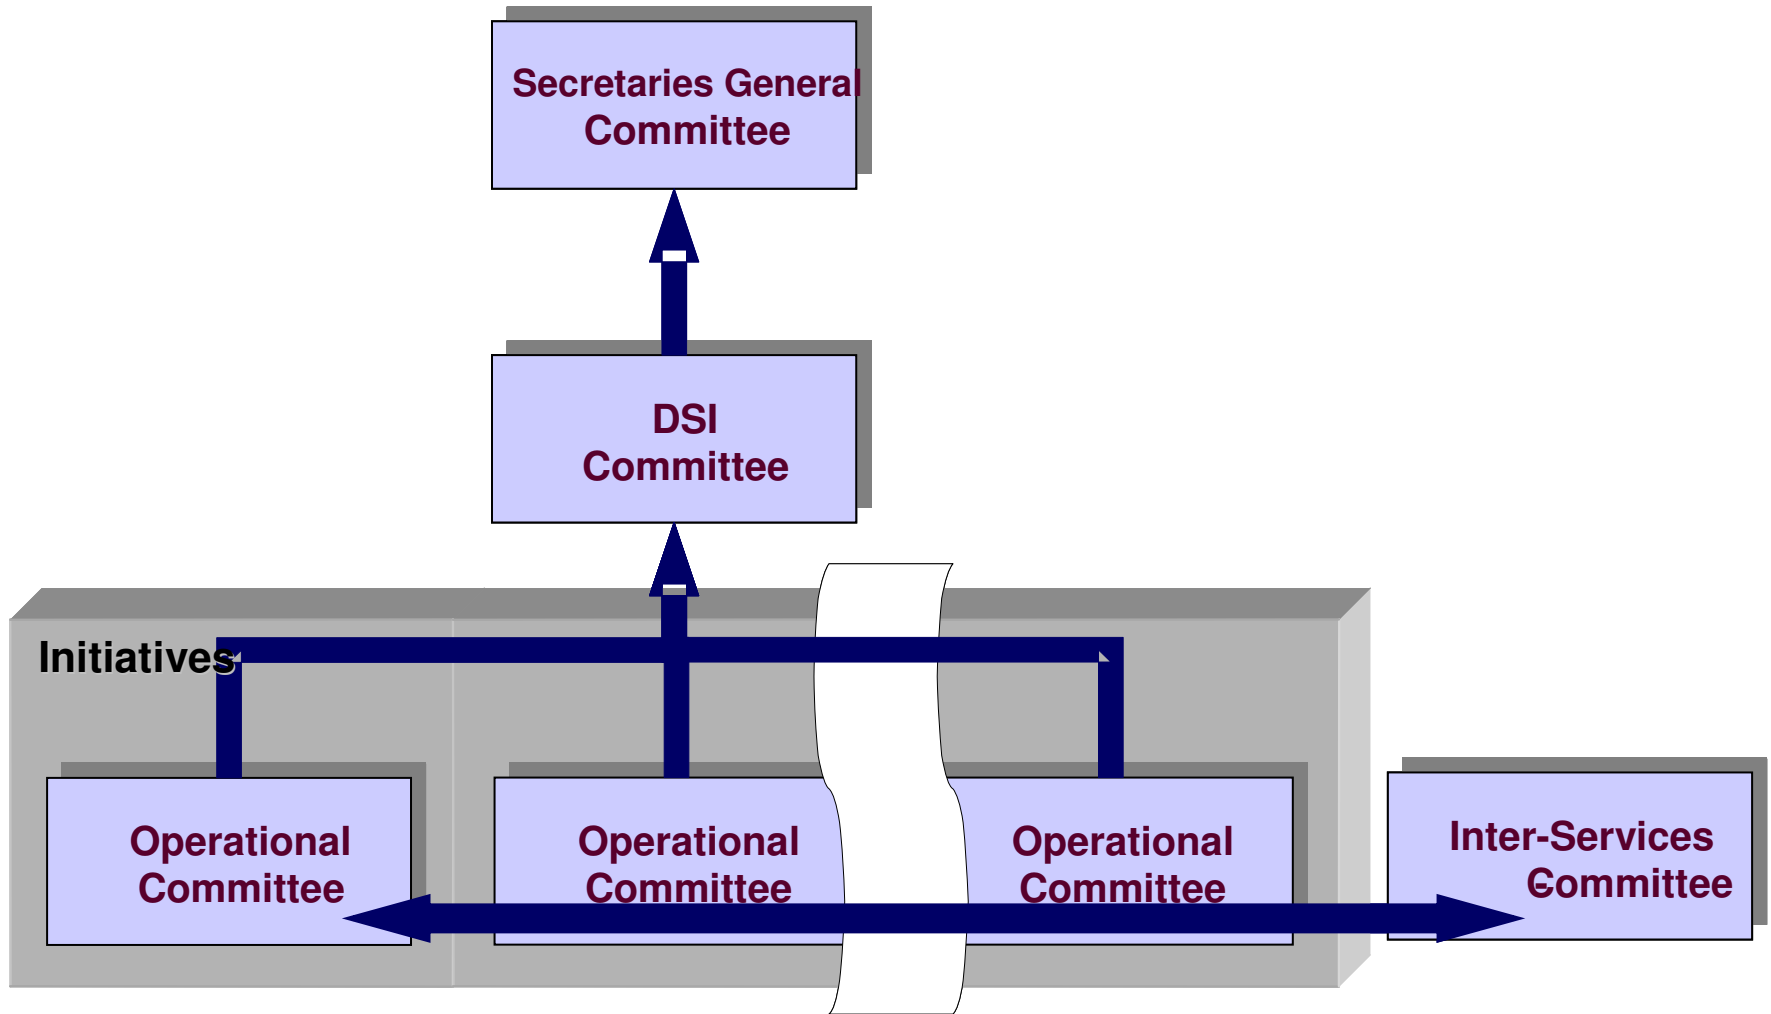 Secretaries General
Committee
DSI
Committee
Initiatives
Operational
Committee
Operational
Committee
Operational
Committee
Inter-Services
Committee